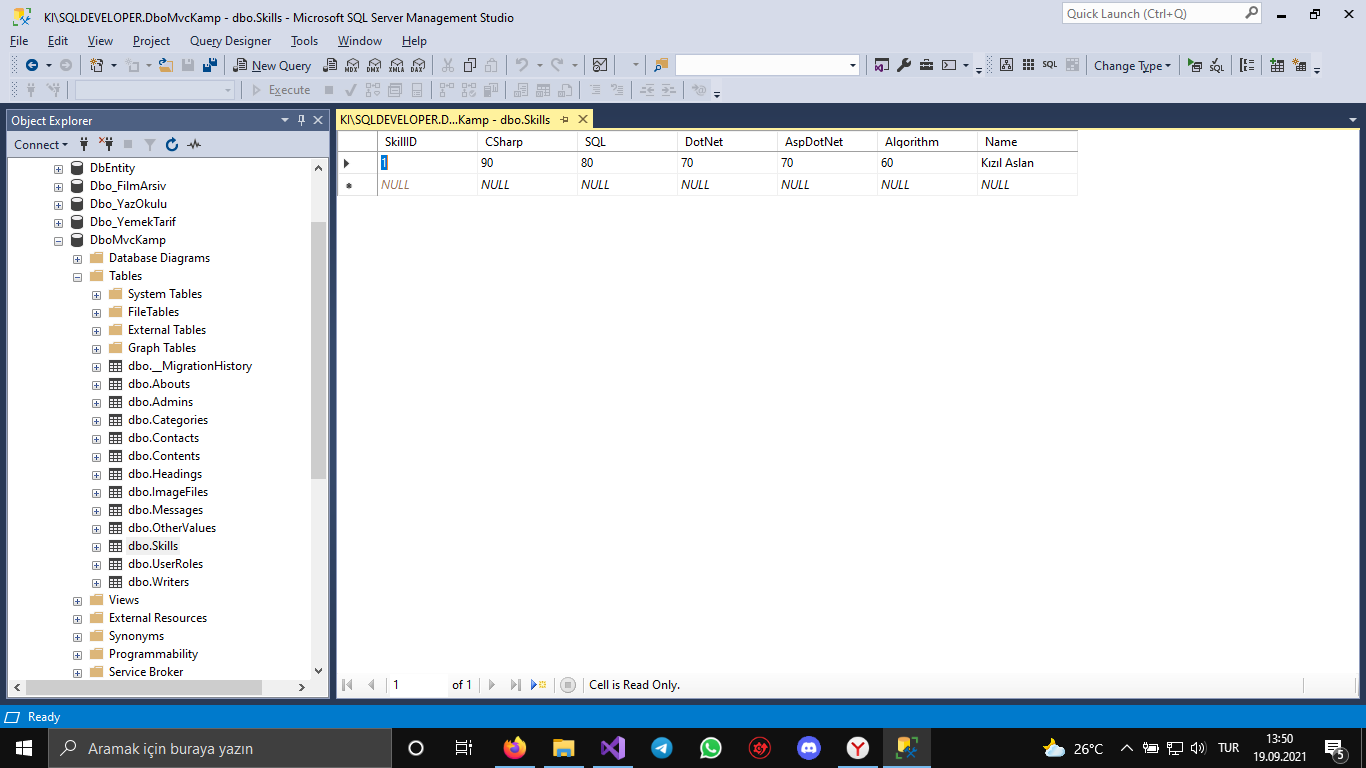 KI\SQLDEVELOPER.DboMvcKamp - dbo.Skills - Microsoft SQL Server Management Studio
Quick Launch (Ctrl+Q)
File Edit View Project Query Designer Tools Window Help
New Query MDX DMX XMLA DAX SQL Change Type SQL
Execute
Object Explorer
Connect
DbEntity
Dbo_FilmArsiv
Dbo_YazOkulu
Dbo_YemekTarif
DboMvcKamp
Database Diagrams
Tables
System Tables
FileTables
External Tables
Graph Tables
dbo.__MigrationHistory
dbo.Abouts
dbo.Admins
dbo.Categories
dbo.Contacts
dbo.Contents
dbo.Headings
dbo.ImageFiles
dbo.Messages
dbo.OtherValues
dbo.Skills
dbo.UserRoles
dbo.Writers
Views
External Resources
Synonyms
Programmability
Service Broker
KI\SQLDEVELOPER.D...Kamp - dbo.Skills
SkillID CSharp SQL DotNet AspDotNet Algorithm Name
1 90 80 70 70 60 Kızıl Aslan
NULL NULL NULL NULL NULL NULL NULL
1 of 1 Cell is Read Only.
Ready
Aramak için buraya yazın
26°C
TUR
13:50
19.09.2021
5